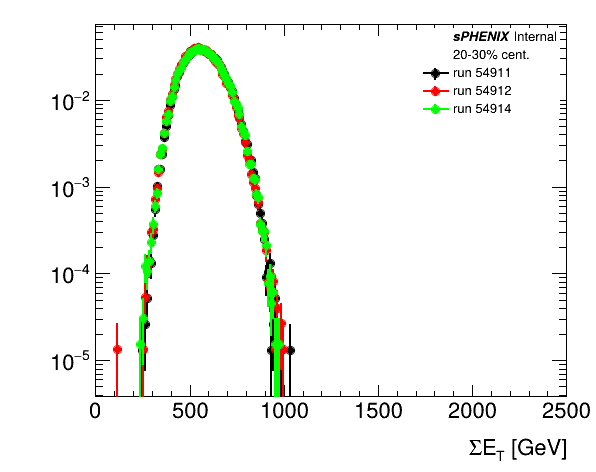 sPHENIX Internal
20-30% cent.
run 54911
run 54912
run 54914
10⁻²
10⁻³
10⁻⁴
10⁻⁵
0 500 1000 1500 2000 2500
ΣE_T [GeV]